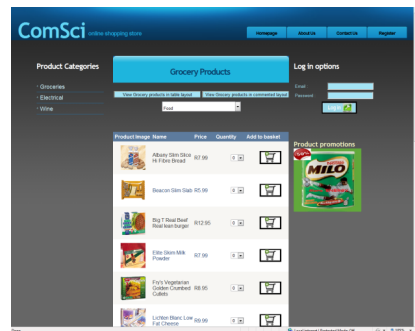 ComSci online shopping store
Homepage
About Us
Contact Us
Register
Product Categories
Groceries
Electrical
Wine
Grocery Products
View Grocery products in table layout
View Grocery products in commented layout
Food
Product Image Name Price Quantity Add to basket
Albany Slim Slice
Hi Fibre Bread
R7.99
0
Beacon Slim Slab R5.99
0
Big T Real Beef
Real lean burger
R12.95
0
Elite Skim Milk
Powder
R7.99
0
Fry's Vegetarian
Golden Crumbed
Cutlets
R8.95
0
Lichten Blanc Low
Fat Cheese
R9.99
0
Log in options
Email:
Password:
Log in
Product promotions
MILO